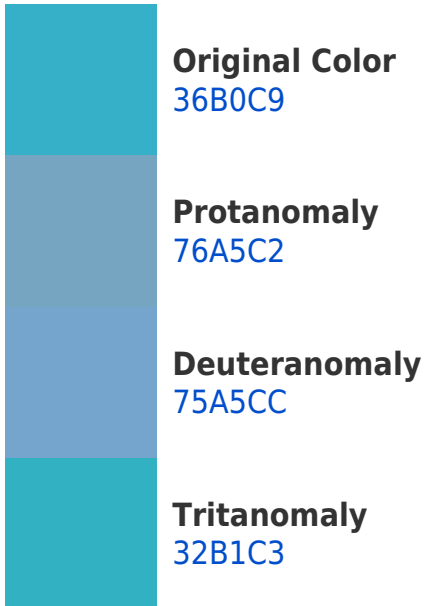 Original Color
36B0C9
Protanomaly
76A5C2
Deuteranomaly
75A5CC
Tritanomaly
32B1C3